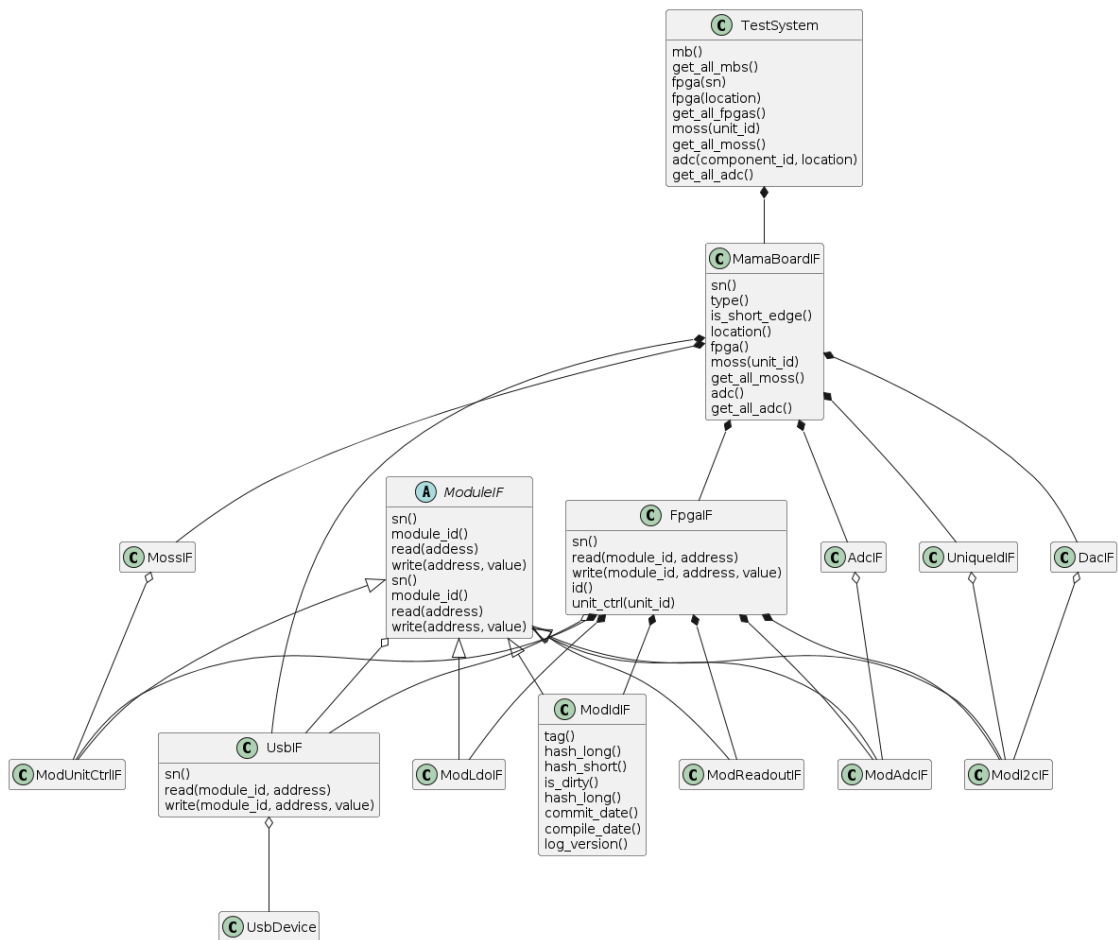 C TestSystem
mb()
get_all_mbs()
fpga(sn)
fpga(location)
get_all_fpgas()
moss(unit_id)
get_all_moss()
adc(component_id, location)
get_all_adc()
C MamaBoardIF
sn()
type()
is_short_edge()
location()
fpga()
moss(unit_id)
get_all_moss()
adc()
get_all_adc()
A ModuleIF
sn()
module_id()
read(addess)
write(address, value)
sn()
module_id()
read(address)
write(address, value)
C FpgaIF
sn()
read(module_id, address)
write(module_id, address, value)
id()
unit_ctrl(unit_id)
C MossIF
C AdcIF
C UniqueIdIF
C DacIF
C ModUnitCtrlIF
C UsbIF
sn()
read(module_id, address)
write(module_id, address, value)
C ModLdoIF
C ModIdIF
tag()
hash_long()
hash_short()
is_dirty()
hash_long()
commit_date()
compile_date()
log_version()
C ModReadoutIF
C ModAdcIF
C ModI2cIF
C UsbDevice